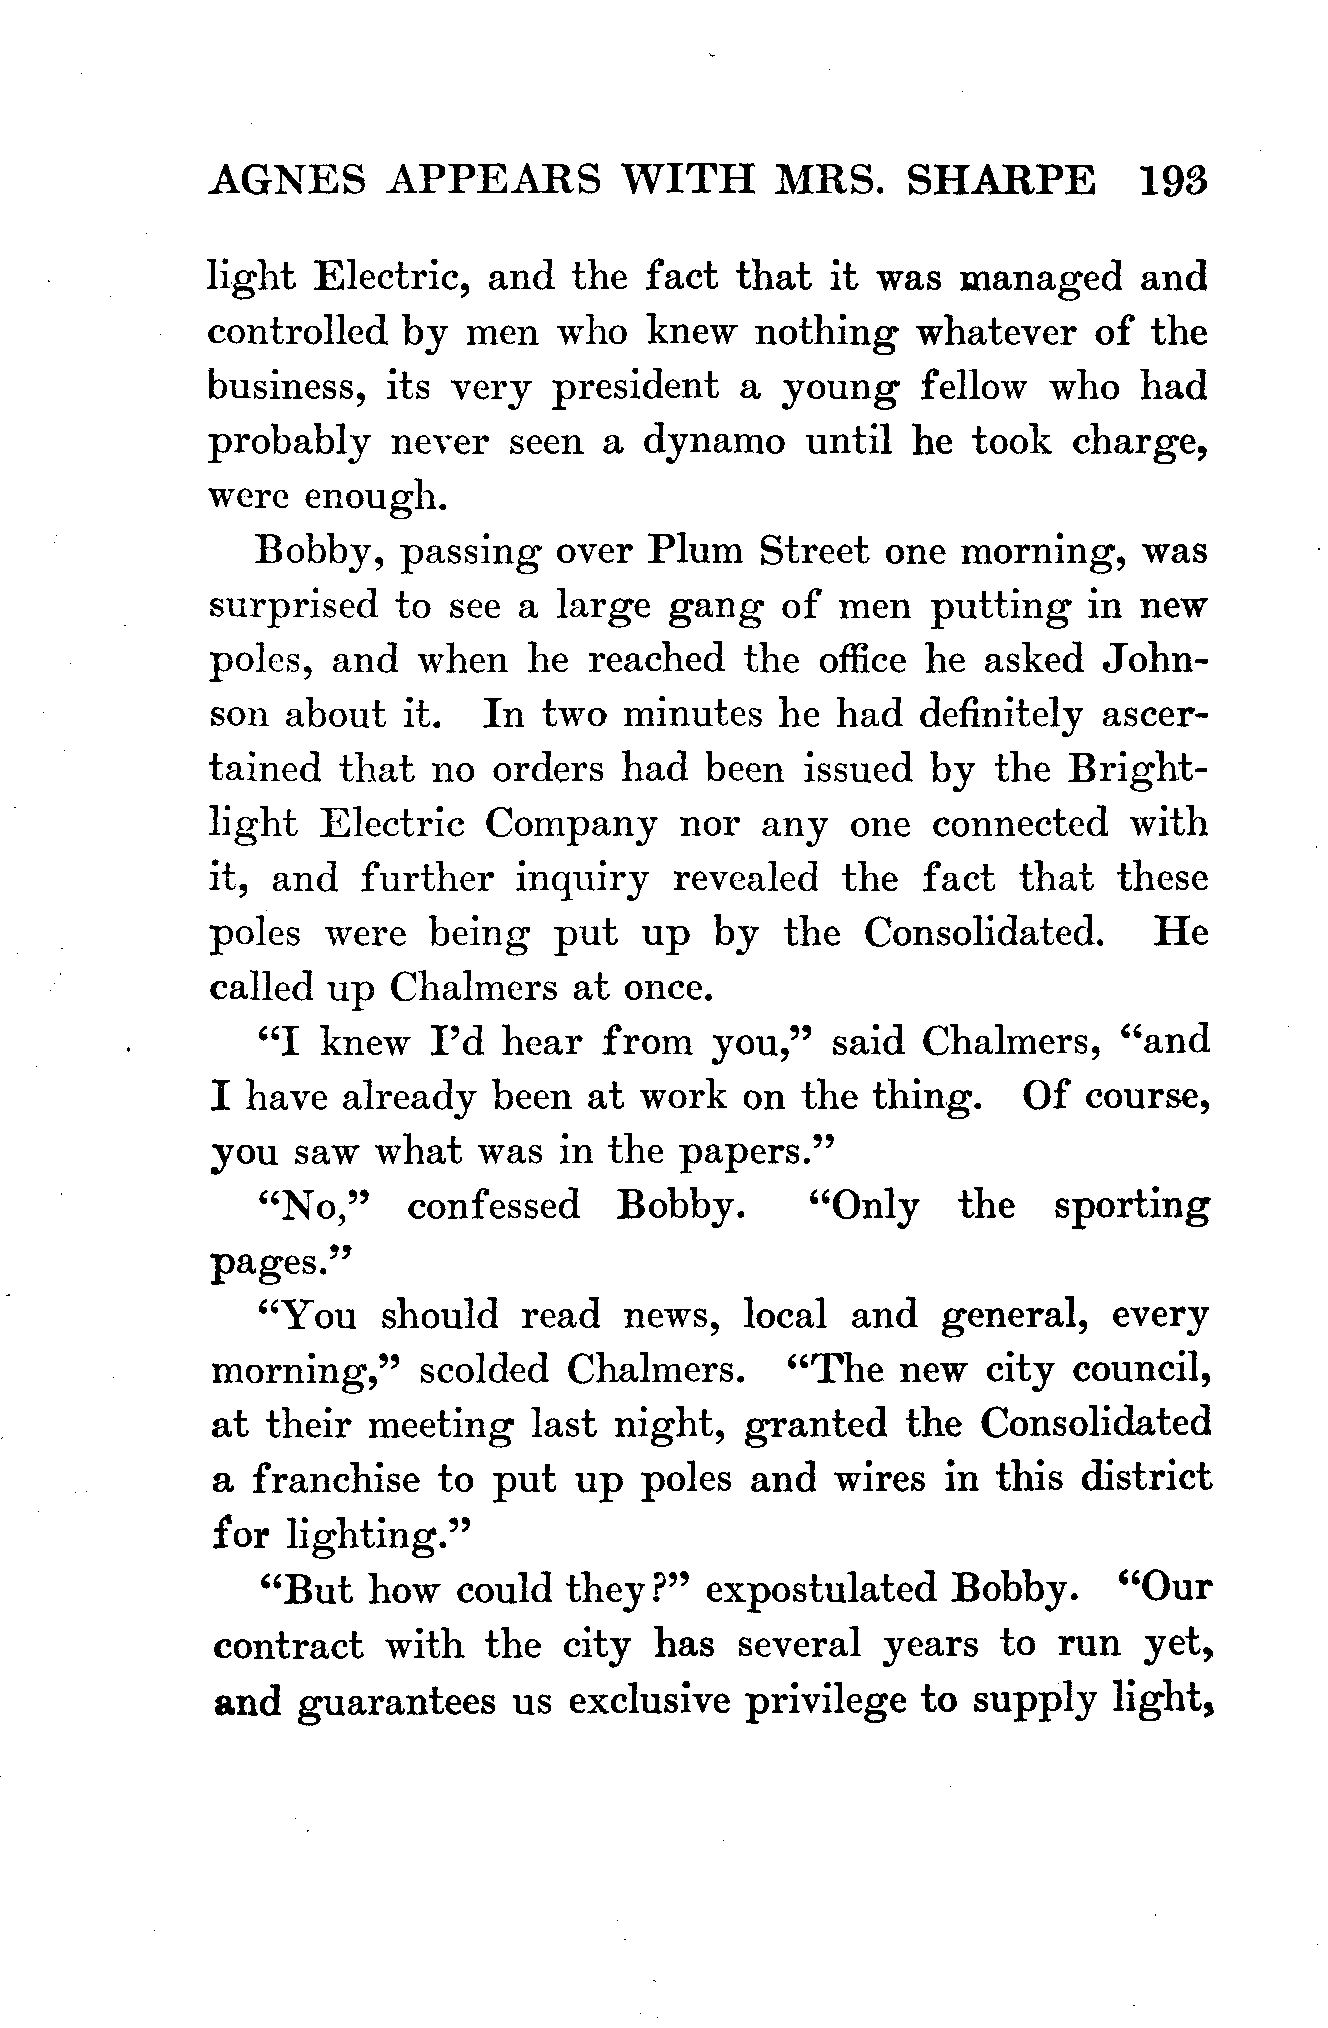 AGNES APPEARS WITH MRS. SHARPE 193
light Electric, and the fact that it was managed and
controlled by men who knew nothing whatever of the
business, its very president a young fellow who had
probably never seen a dynamo until he took charge,
were enough.
Bobby, passing over Plum Street one morning, was
surprised to see a large gang of men putting in new
poles, and when he reached the office he asked John-
son about it. In two minutes he had definitely ascer-
tained that no orders had been issued by the Bright-
light Electric Company nor any one connected with
it, and further inquiry revealed the fact that these
poles were being put up by the Consolidated. He
called up Chalmers at once.
“I knew I’d hear from you,” said Chalmers, “and
I have already been at work on the thing. Of course,
you saw what was in the papers.”
“No,” confessed Bobby. “Only the sporting
pages.”
“You should read news, local and general, every
morning,” scolded Chalmers. “The new city council,
at their meeting last night, granted the Consolidated
a franchise to put up poles and wires in this district
for lighting.”
“But how could they?” expostulated Bobby. “Our
contract with the city has several years to run yet,
and guarantees us exclusive privilege to supply light,